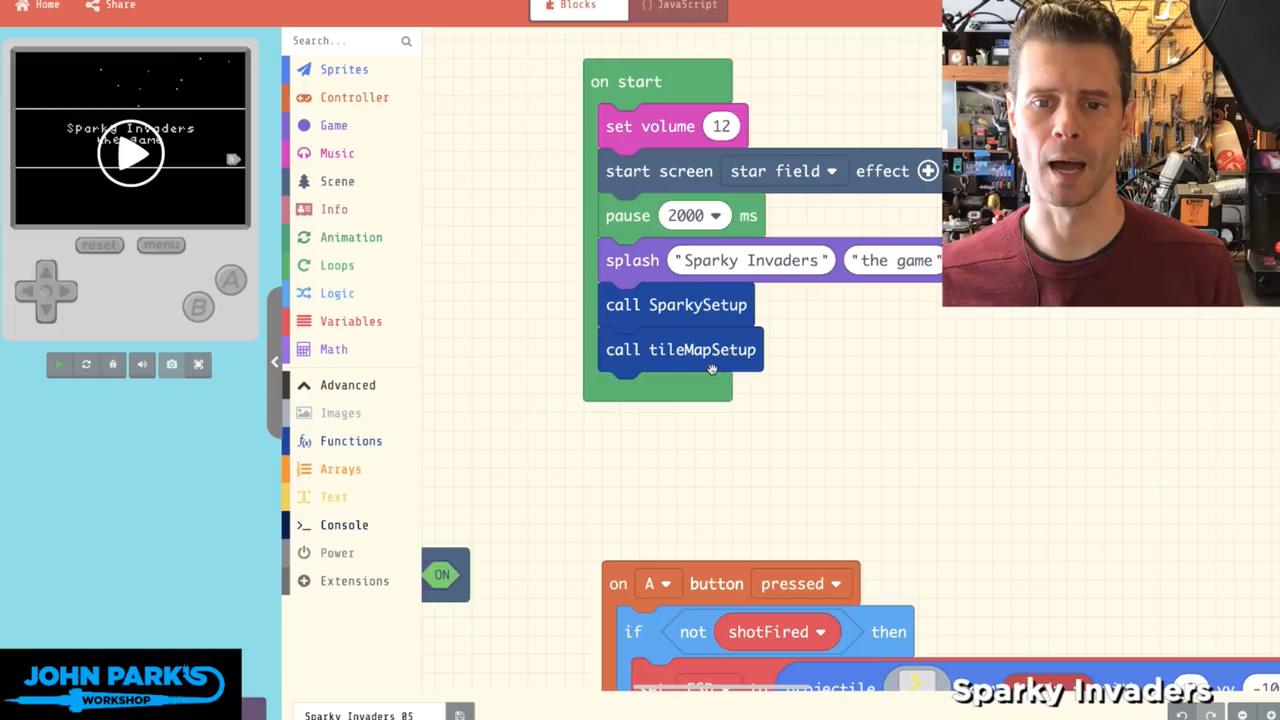 Home
Share
Blocks
{ } JavaScript
Search...
Sprites
Controller
Game
Music
Scene
Info
Animation
Loops
Logic
Variables
Math
Advanced
Images
Functions
Arrays
Text
Console
Power
Extensions
Sparky Invaders
the game
reset
menu
A
B
on start
set volume 12
start screen star field effect
pause 2000 ms
splash "Sparky Invaders" "the game"
call SparkySetup
call tileMapSetup
ON
on A button pressed
if not shotFired then
projectile
vy -10
JOHN PARK'S
WORKSHOP
Sparky Invaders 05
Sparky Invaders